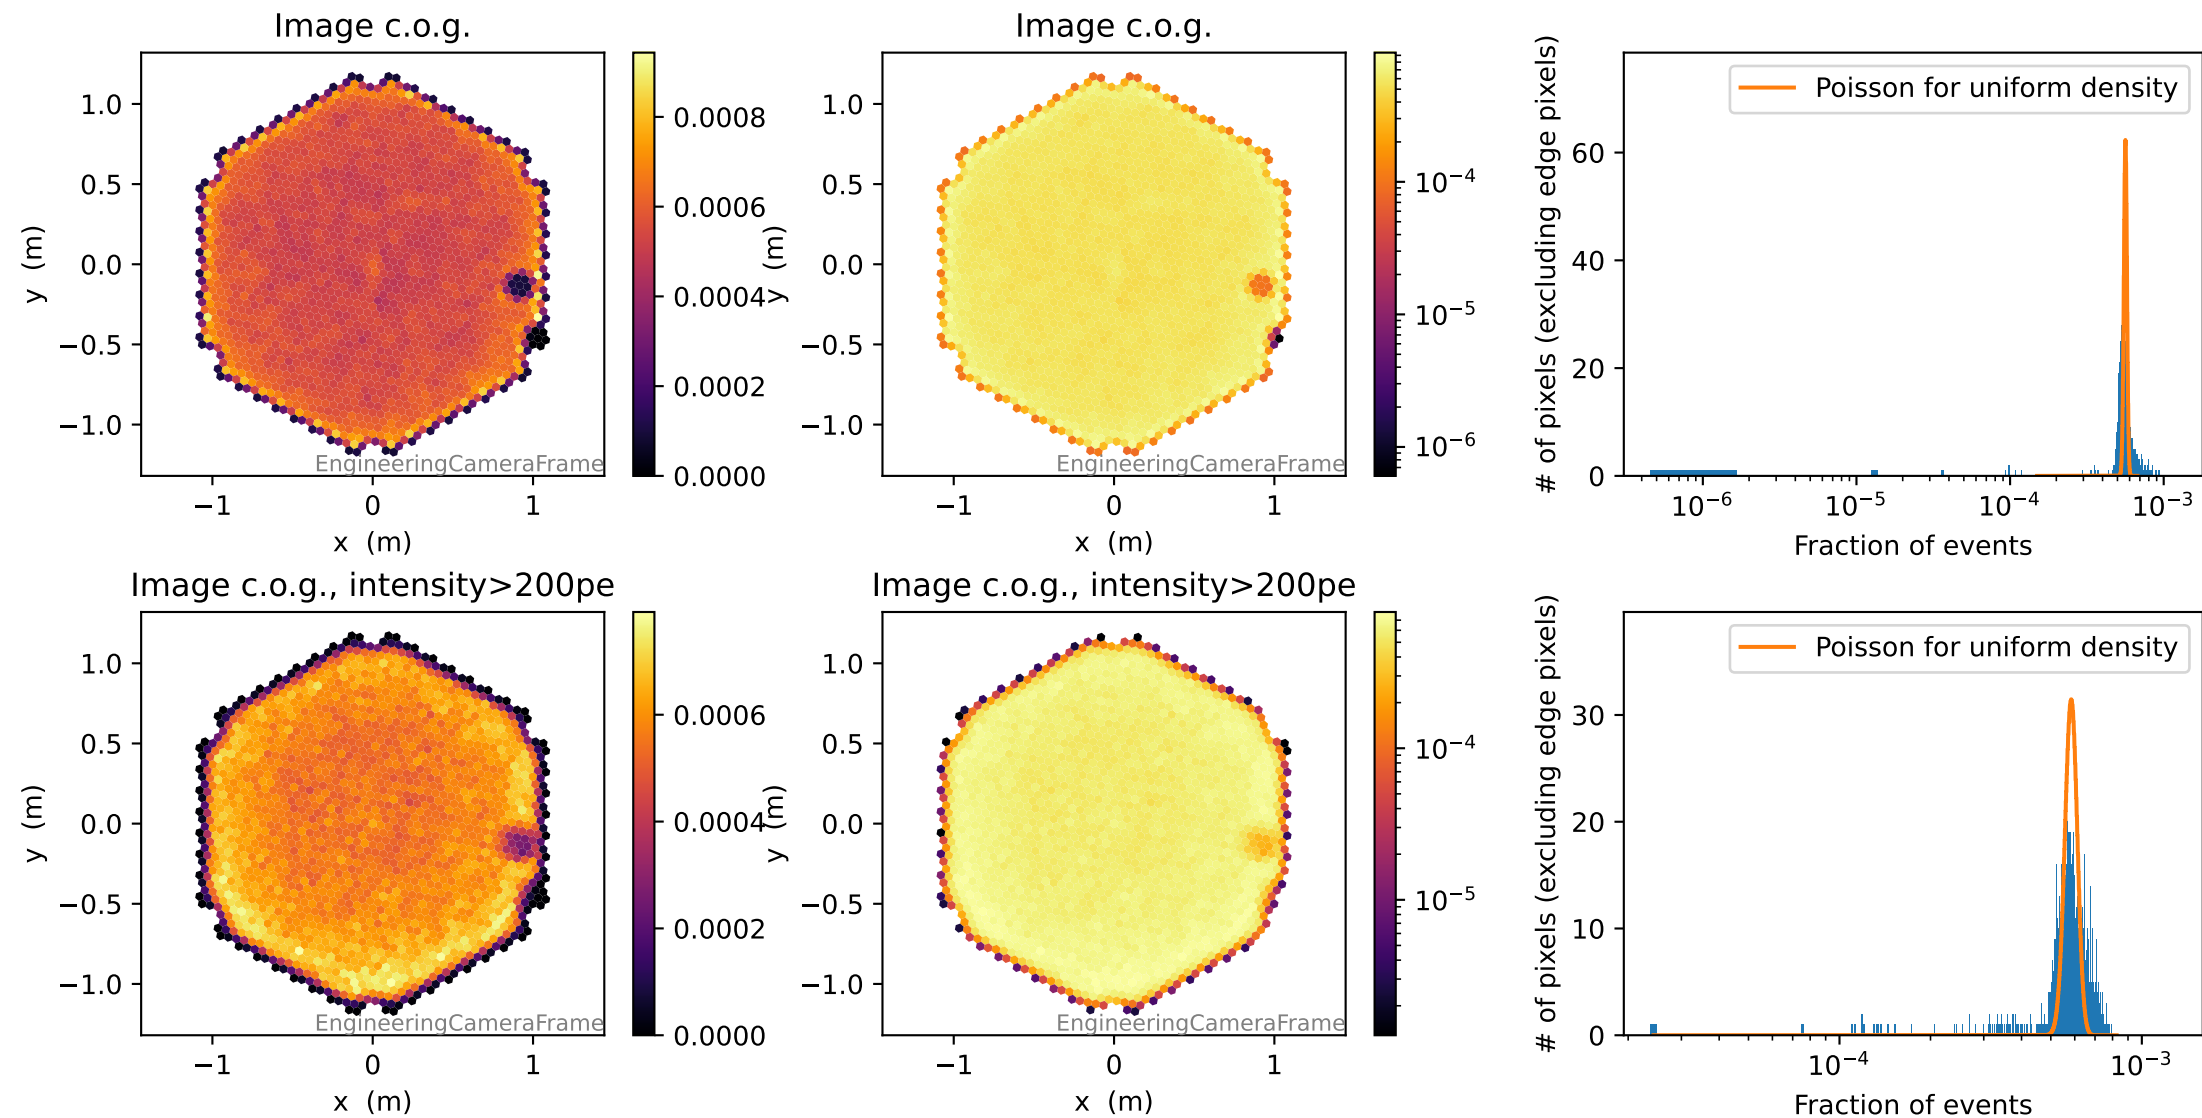 Image c.o.g.
1.0
0.5
0.0
−0.5
−1.0
y (m)
−1
0
1
x (m)
EngineeringCameraFrame
0.0008
0.0006
0.0004
0.0002
0.0000
Image c.o.g.
1.0
0.5
0.0
−0.5
−1.0
y (m)
−1
0
1
x (m)
EngineeringCameraFrame
10⁻⁴
10⁻⁵
10⁻⁶
Poisson for uniform density
60
40
20
0
# of pixels (excluding edge pixels)
10⁻⁶
10⁻⁵
10⁻⁴
10⁻³
Fraction of events
Image c.o.g., intensity>200pe
1.0
0.5
0.0
−0.5
−1.0
y (m)
−1
0
1
x (m)
EngineeringCameraFrame
0.0006
0.0004
0.0002
0.0000
Image c.o.g., intensity>200pe
1.0
0.5
0.0
−0.5
−1.0
y (m)
−1
0
1
x (m)
EngineeringCameraFrame
10⁻⁴
10⁻⁵
Poisson for uniform density
30
20
10
0
# of pixels (excluding edge pixels)
10⁻⁴
10⁻³
Fraction of events